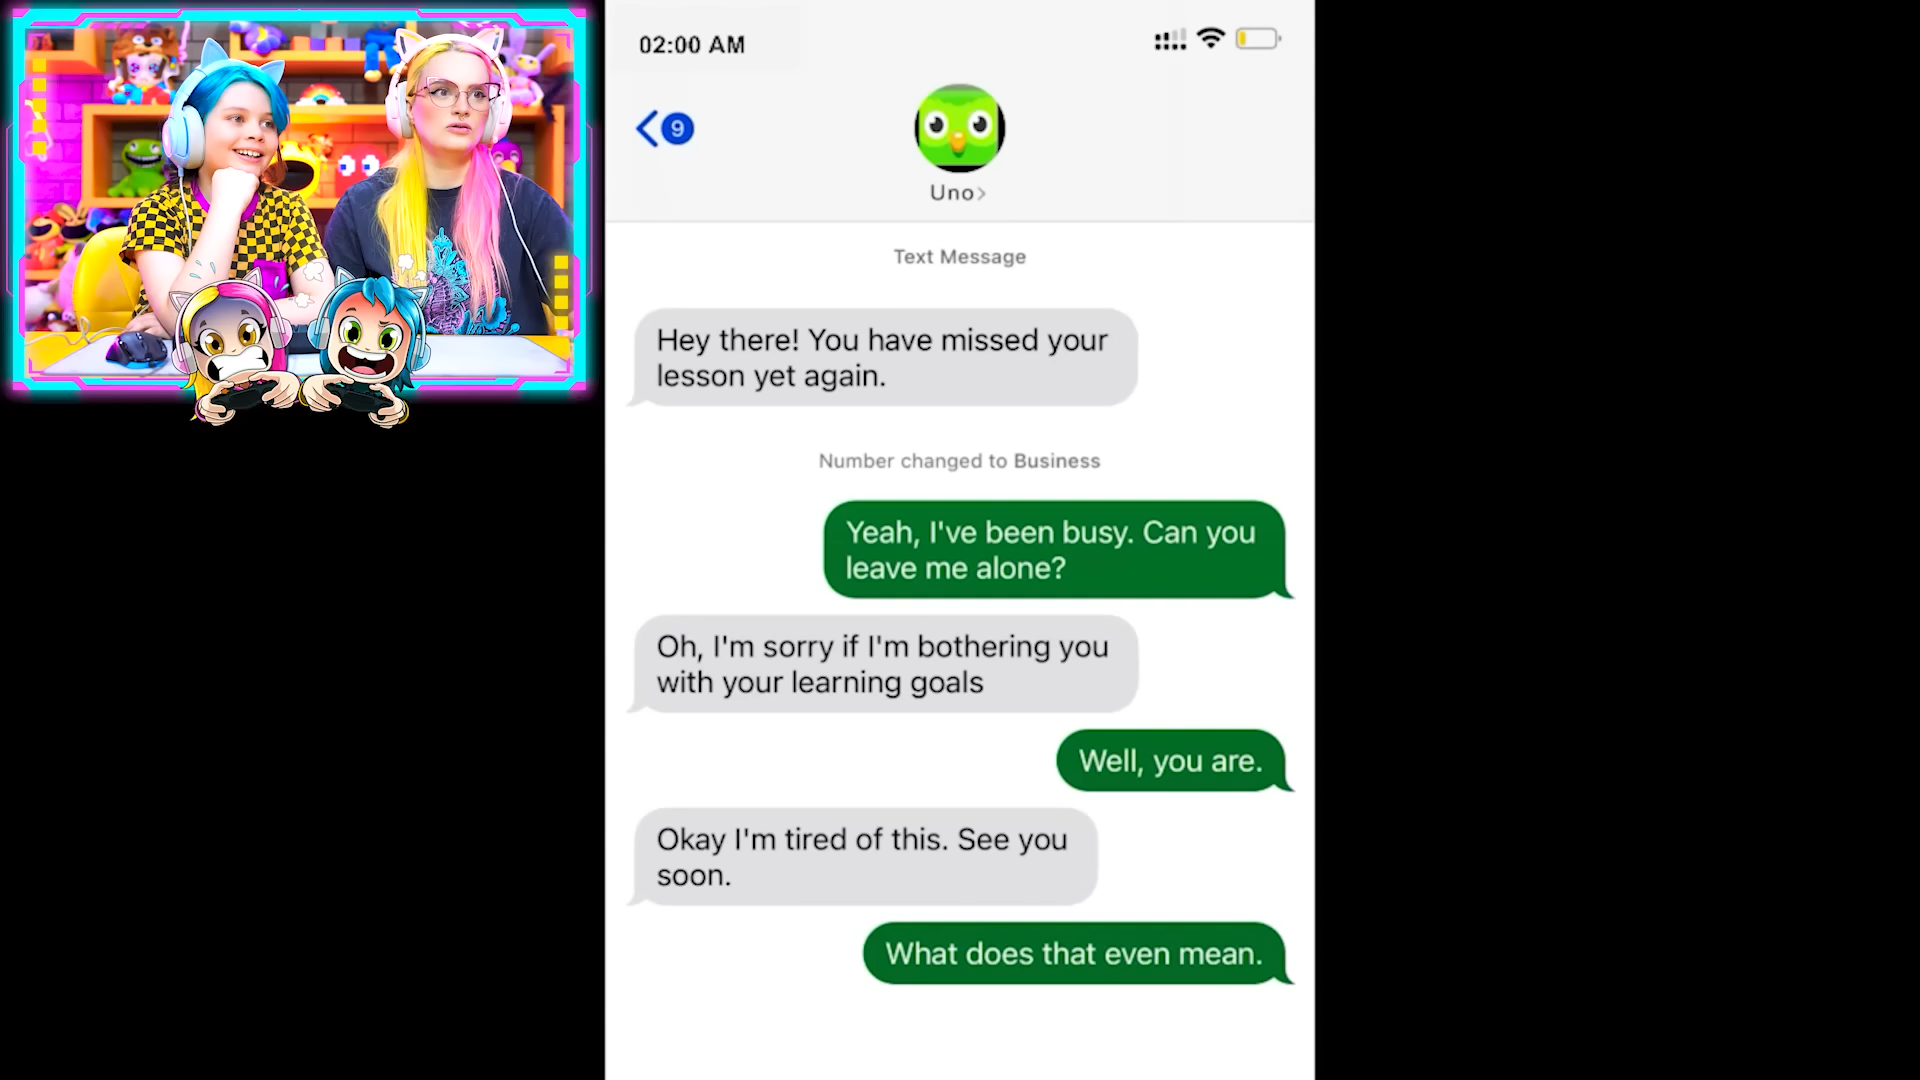 02:00 AM
9
Uno
Text Message
Hey there! You have missed your
lesson yet again.
Number changed to Business
Yeah, I've been busy. Can you
leave me alone?
Oh, I'm sorry if I'm bothering you
with your learning goals
Well, you are.
Okay I'm tired of this. See you
soon.
What does that even mean.